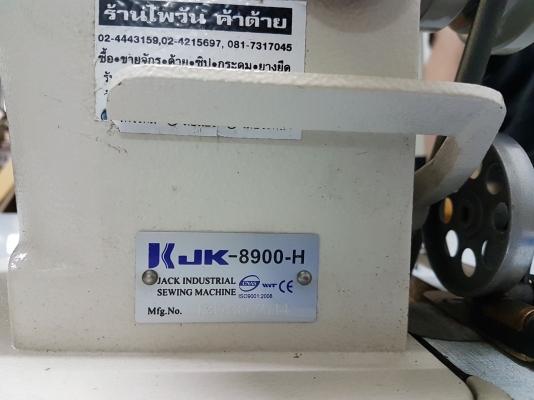 ร้านไพวัน ค้าด้าย
02-4443159,02-4215697, 081-7317045
ซื้อ•ขายจักร•ด้าย•ซิป•กระดุม•ยางยืด
JK-8900-H
JACK INDUSTRIAL
SEWING MACHINE
ISO9001:2008
CE
Mfg.No.